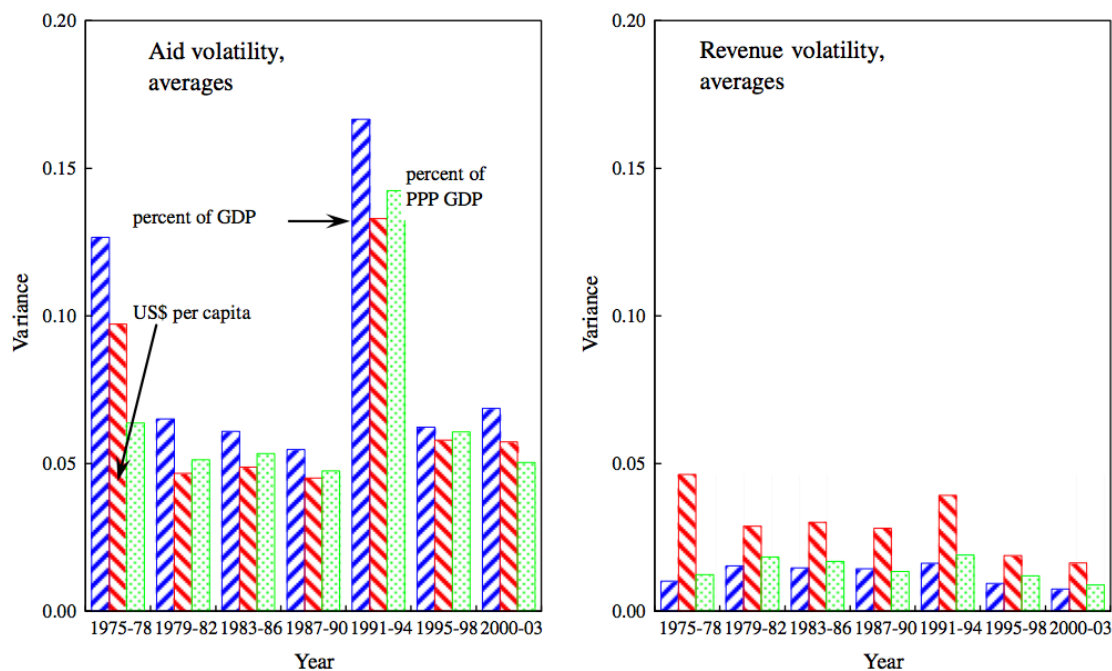 Aid volatility,
averages
0.20
0.15
0.10
0.05
0.00
Variance
percent of GDP
percent of
PPP GDP
US$ per capita
1975-78 1979-82 1983-86 1987-90 1991-94 1995-98 2000-03
Year
Revenue volatility,
averages
0.20
0.15
0.10
0.05
0.00
Variance
1975-78 1979-82 1983-86 1987-90 1991-94 1995-98 2000-03
Year